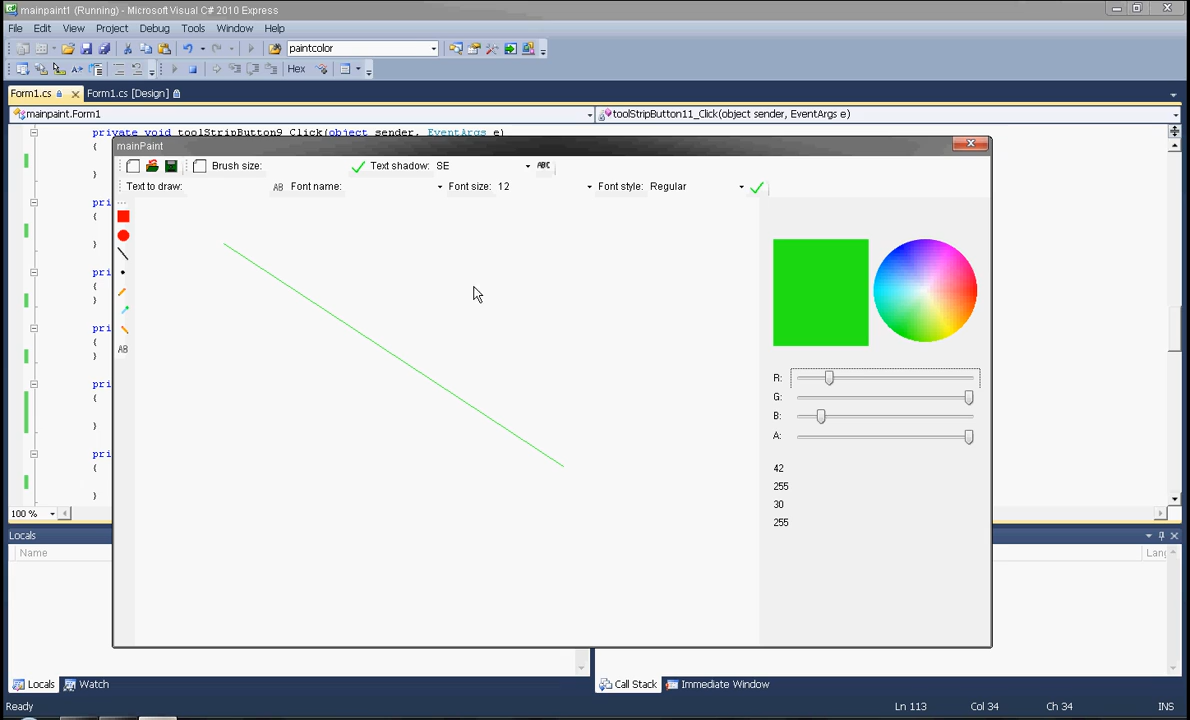 mainpaint1 (Running) - Microsoft Visual C# 2010 Express
File Edit View Project Debug Tools Window Help
paintcolor
Hex
Form1.cs Form1.cs [Design]
mainpaint.Form1 toolStripButton11_Click(object sender, EventArgs e)
private void toolStripButton9_Click(object sender, EventArgs e)
{
}
pri
{
}
pri
{
}
pri
{
}
pri
{
}
pri
{
}
mainPaint
Brush size: Text shadow: SE ABC
Text to draw: AB Font name: Font size: 12 Font style: Regular
AB
R:
G:
B:
A:
42
255
30
255
100 %
Locals
Name Lang
Locals Watch Call Stack Immediate Window
Ready Ln 113 Col 34 Ch 34 INS